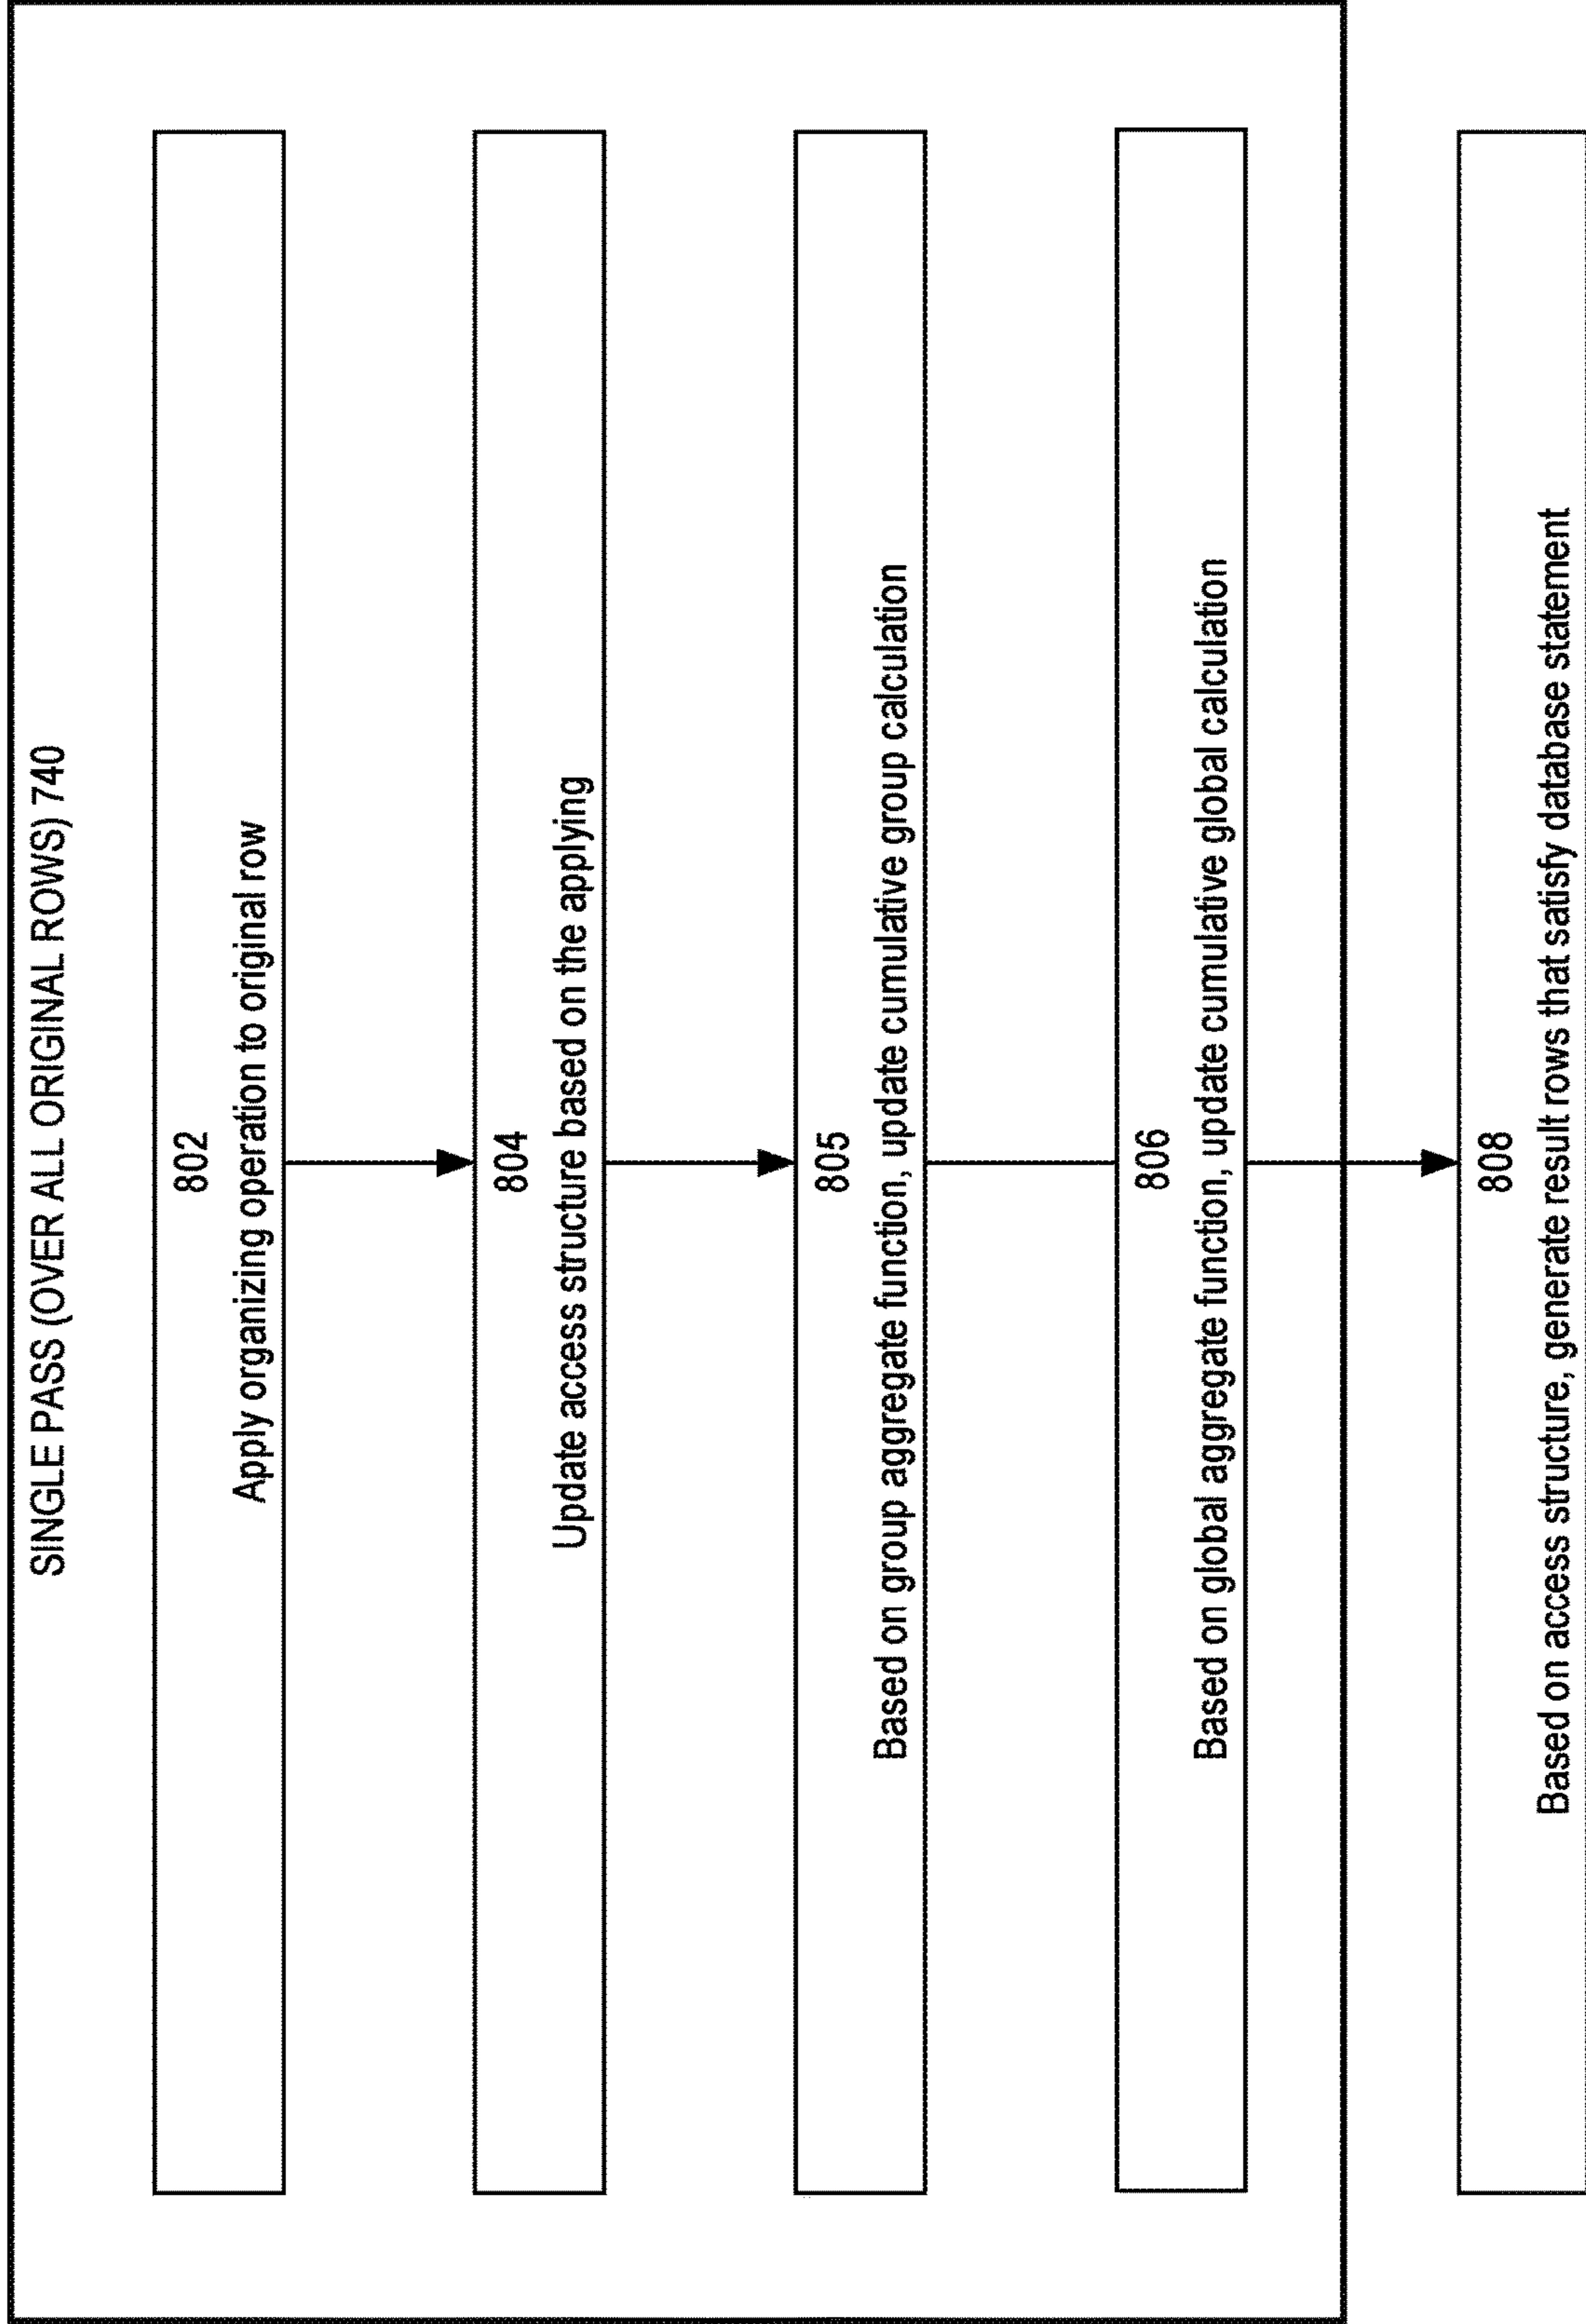 SINGLE PASS (OVER ALL ORIGINAL ROWS) 740
802
Apply organizing operation to original row
804
Update access structure based on the applying
805
Based on group aggregate function, update cumulative group calculation
806
Based on global aggregate function, update cumulative global calculation
808
Based on access structure, generate result rows that satisfy database statement